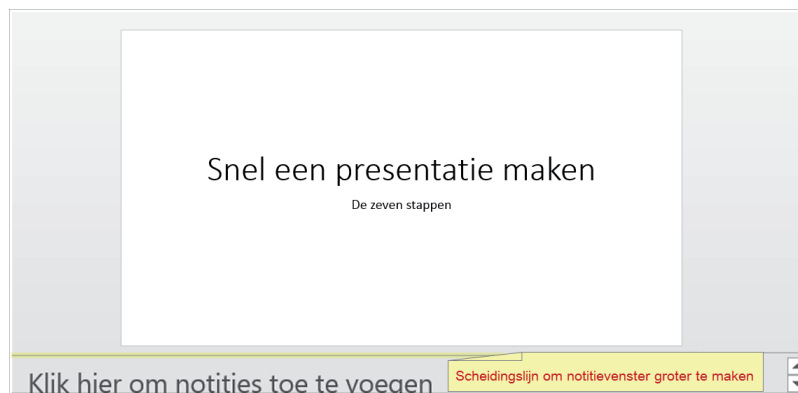 Snel een presentatie maken
De zeven stappen
Klik hier om notities toe te voegen
Scheidingslijn om notitievenster groter te maken